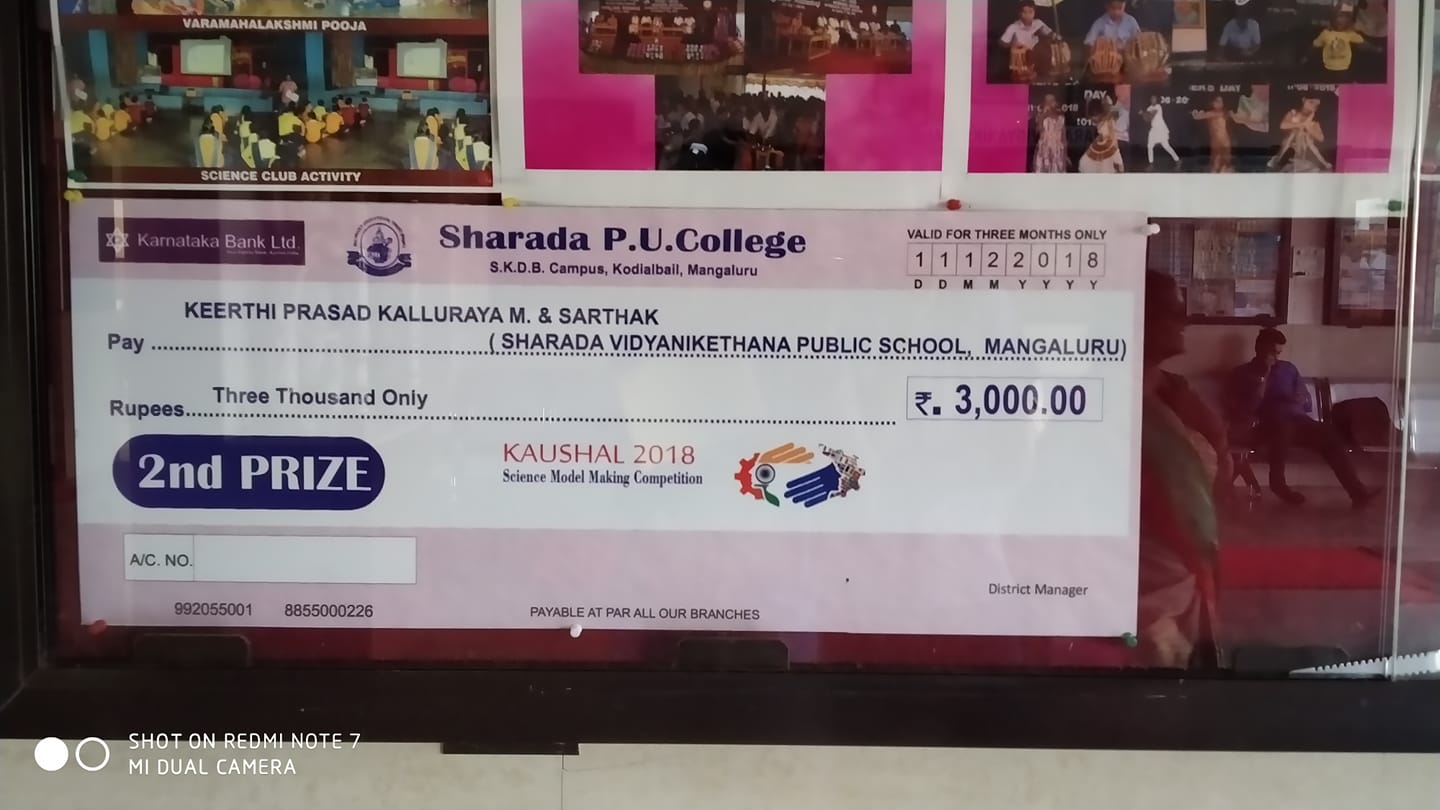 VARAMAHALAKSHMI POOJA
SCIENCE CLUB ACTIVITY
Karnataka Bank Ltd.
Sharada P.U.College
S.K.D.B. Campus, Kodialbail, Mangaluru
VALID FOR THREE MONTHS ONLY
1 1 1 2 2 0 1 8
D D M M Y Y Y Y
KEERTHI PRASAD KALLURAYA M. & SARTHAK
Pay ( SHARADA VIDYANIKETHANA PUBLIC SCHOOL, MANGALURU)
Rupees Three Thousand Only
₹. 3,000.00
2nd PRIZE
KAUSHAL 2018
Science Model Making Competition
A/C. NO.
District Manager
992055001 8855000226
PAYABLE AT PAR ALL OUR BRANCHES
SHOT ON REDMI NOTE 7
MI DUAL CAMERA